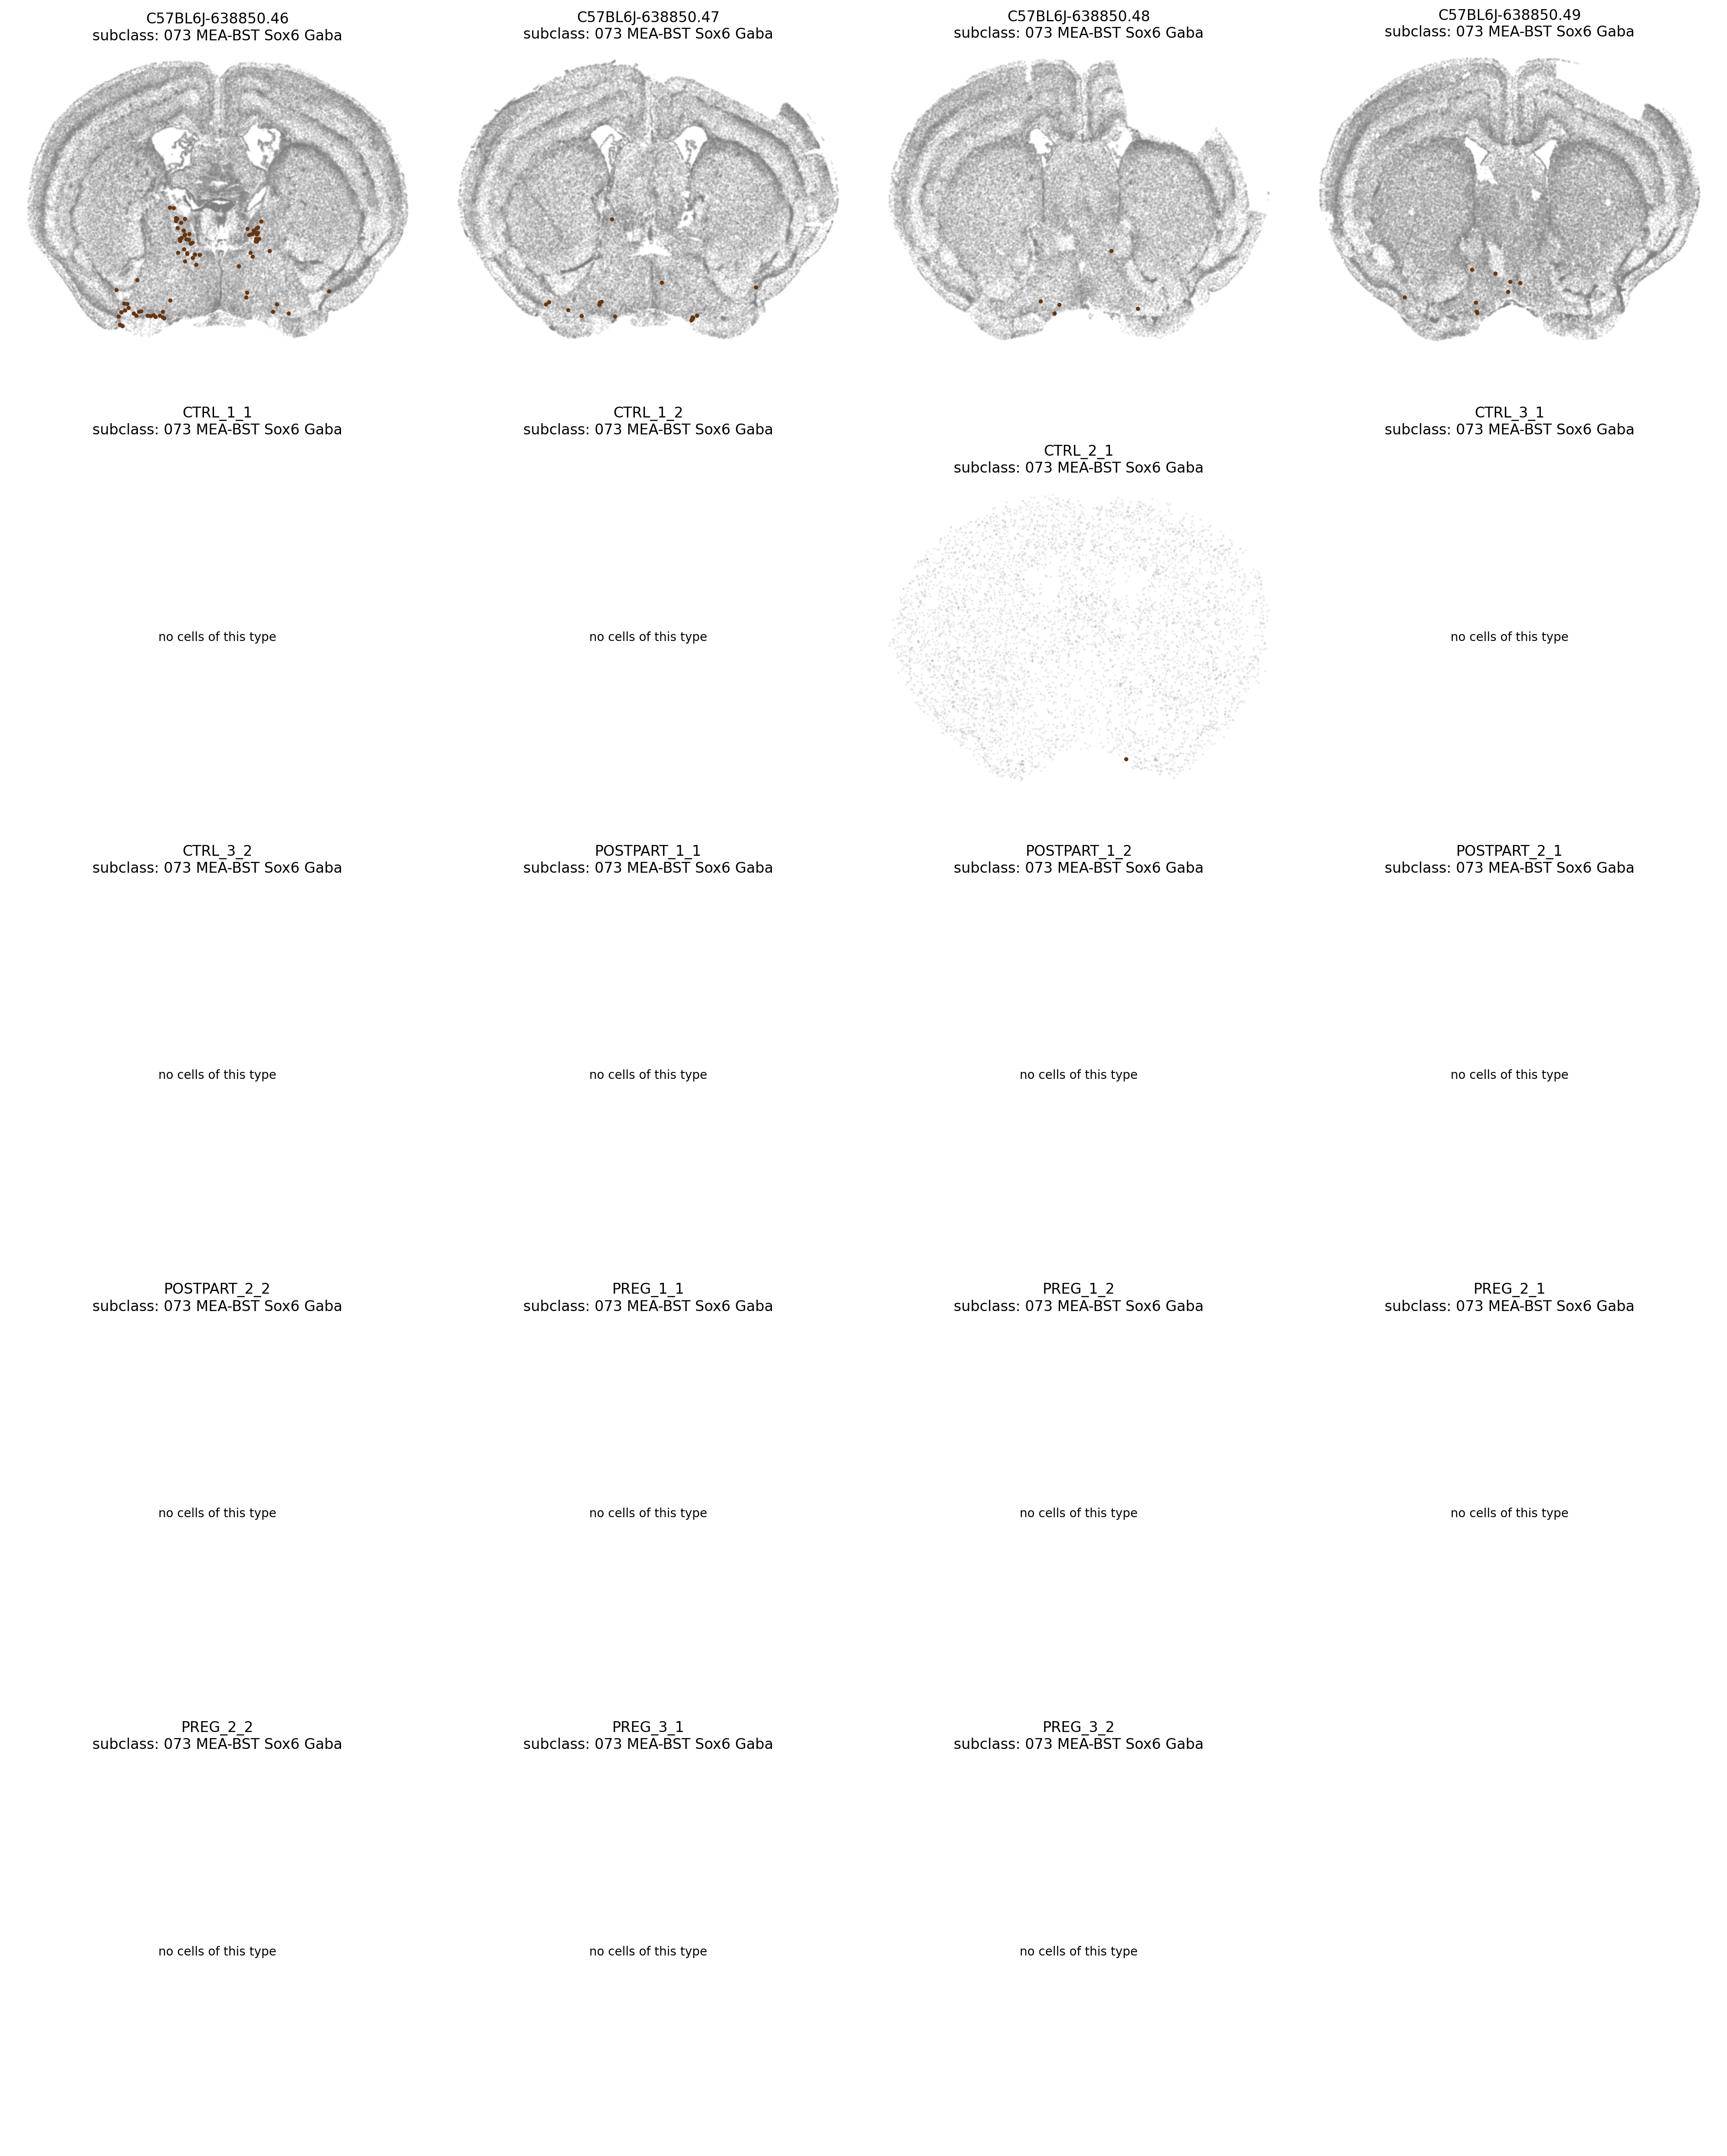 C57BL6J-638850.46
subclass: 073 MEA-BST Sox6 Gaba
C57BL6J-638850.47
subclass: 073 MEA-BST Sox6 Gaba
C57BL6J-638850.48
subclass: 073 MEA-BST Sox6 Gaba
C57BL6J-638850.49
subclass: 073 MEA-BST Sox6 Gaba
CTRL_1_1
subclass: 073 MEA-BST Sox6 Gaba
no cells of this type
CTRL_1_2
subclass: 073 MEA-BST Sox6 Gaba
no cells of this type
CTRL_2_1
subclass: 073 MEA-BST Sox6 Gaba
CTRL_3_1
subclass: 073 MEA-BST Sox6 Gaba
no cells of this type
CTRL_3_2
subclass: 073 MEA-BST Sox6 Gaba
no cells of this type
POSTPART_1_1
subclass: 073 MEA-BST Sox6 Gaba
no cells of this type
POSTPART_1_2
subclass: 073 MEA-BST Sox6 Gaba
no cells of this type
POSTPART_2_1
subclass: 073 MEA-BST Sox6 Gaba
no cells of this type
POSTPART_2_2
subclass: 073 MEA-BST Sox6 Gaba
no cells of this type
PREG_1_1
subclass: 073 MEA-BST Sox6 Gaba
no cells of this type
PREG_1_2
subclass: 073 MEA-BST Sox6 Gaba
no cells of this type
PREG_2_1
subclass: 073 MEA-BST Sox6 Gaba
no cells of this type
PREG_2_2
subclass: 073 MEA-BST Sox6 Gaba
no cells of this type
PREG_3_1
subclass: 073 MEA-BST Sox6 Gaba
no cells of this type
PREG_3_2
subclass: 073 MEA-BST Sox6 Gaba
no cells of this type